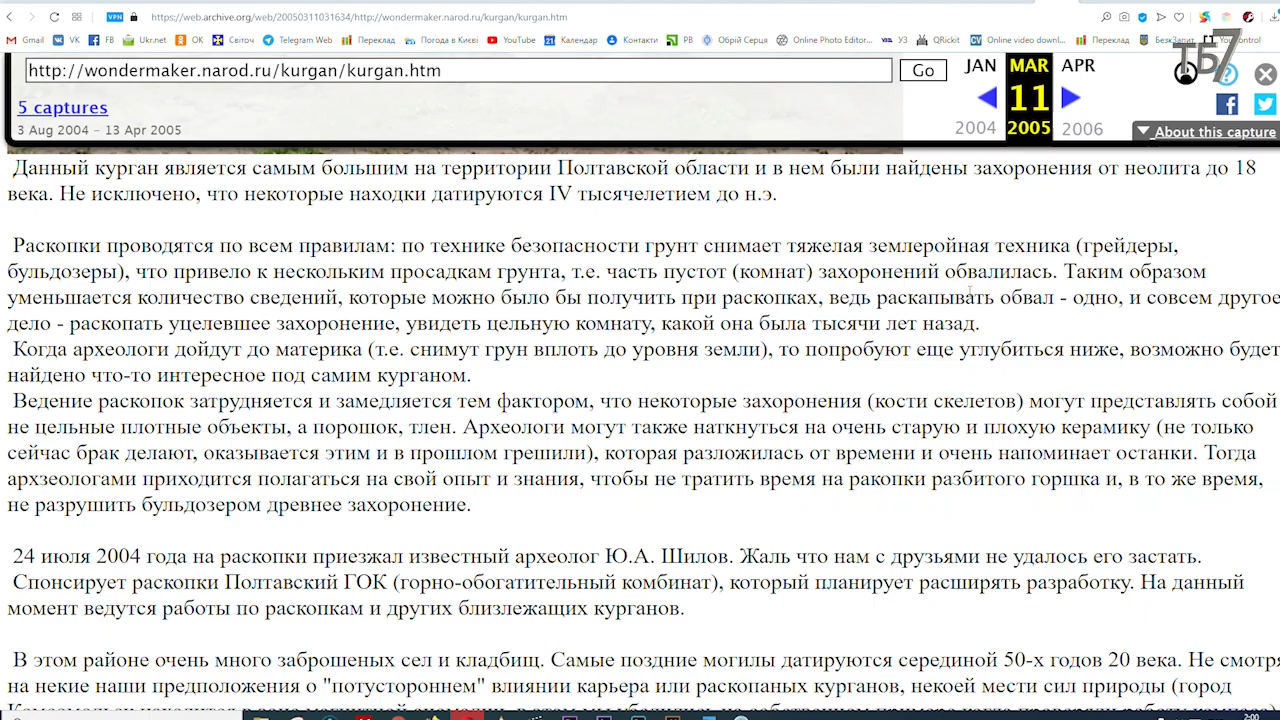 https://web.archive.org/web/20050311031634/http://wondermaker.narod.ru/kurgan/kurgan.htm
Gmail VK FB Ukr.net OK Світоч Telegram Web Переклад Погода в Києві YouTube Календар Контакти PB Обрій Серця Online Photo Editor... УЗ QRickit Online video downl... Переклад
ТБ7
http://wondermaker.narod.ru/kurgan/kurgan.htm
Go
JAN MAR APR
5 captures
11
3 Aug 2004 – 13 Apr 2005
2004 2005 2006
About this capture
Данный курган является самым большим на территории Полтавской области и в нем были найдены захоронения от неолита до 18
века. Не исключено, что некоторые находки датируются IV тысячелетием до н.э.
Раскопки проводятся по всем правилам: по технике безопасности грунт снимает тяжелая землеройная техника (грейдеры,
бульдозеры), что привело к нескольким просадкам грунта, т.е. часть пустот (комнат) захоронений обвалилась. Таким образом
уменьшается количество сведений, которые можно было бы получить при раскопках, ведь раскапывать обвал - одно, и совсем другое
дело - раскопать уцелевшее захоронение, увидеть цельную комнату, какой она была тысячи лет назад.
Когда археологи дойдут до материка (т.е. снимут грун вплоть до уровня земли), то попробуют еще углубиться ниже, возможно будет
найдено что-то интересное под самим курганом.
Ведение раскопок затрудняется и замедляется тем фактором, что некоторые захоронения (кости скелетов) могут представлять собой
не цельные плотные объекты, а порошок, тлен. Археологи могут также наткнуться на очень старую и плохую керамику (не только
сейчас брак делают, оказывается этим и в прошлом грешили), которая разложилась от времени и очень напоминает останки. Тогда
архзеологами приходится полагаться на свой опыт и знания, чтобы не тратить время на ракопки разбитого горшка и, в то же время,
не разрушить бульдозером древнее захоронение.
24 июля 2004 года на раскопки приезжал известный археолог Ю.А. Шилов. Жаль что нам с друзьями не удалось его застать.
Спонсирует раскопки Полтавский ГОК (горно-обогатительный комбинат), который планирует расширять разработку. На данный
момент ведутся работы по раскопкам и других близлежащих курганов.
В этом районе очень много заброшеных сел и кладбищ. Самые поздние могилы датируются серединой 50-х годов 20 века. Не смотря
на некие наши предположения о "потустороннем" влиянии карьера или раскопаных курганов, некоей мести сил природы (город
2:00